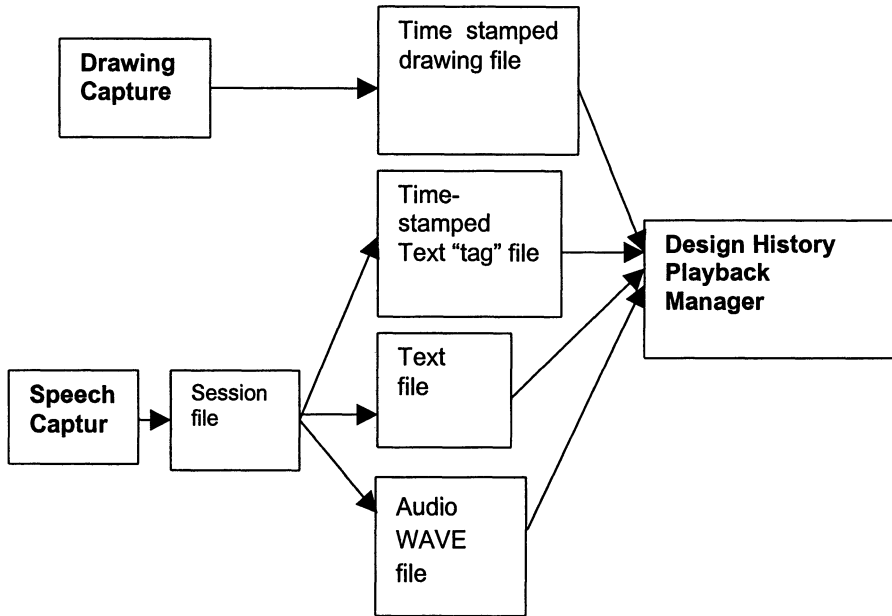 Drawing
Capture
Time stamped
drawing file
Time-
stamped
Text “tag” file
Design History
Playback
Manager
Text
file
Speech
Captur
Session
file
Audio
WAVE
file